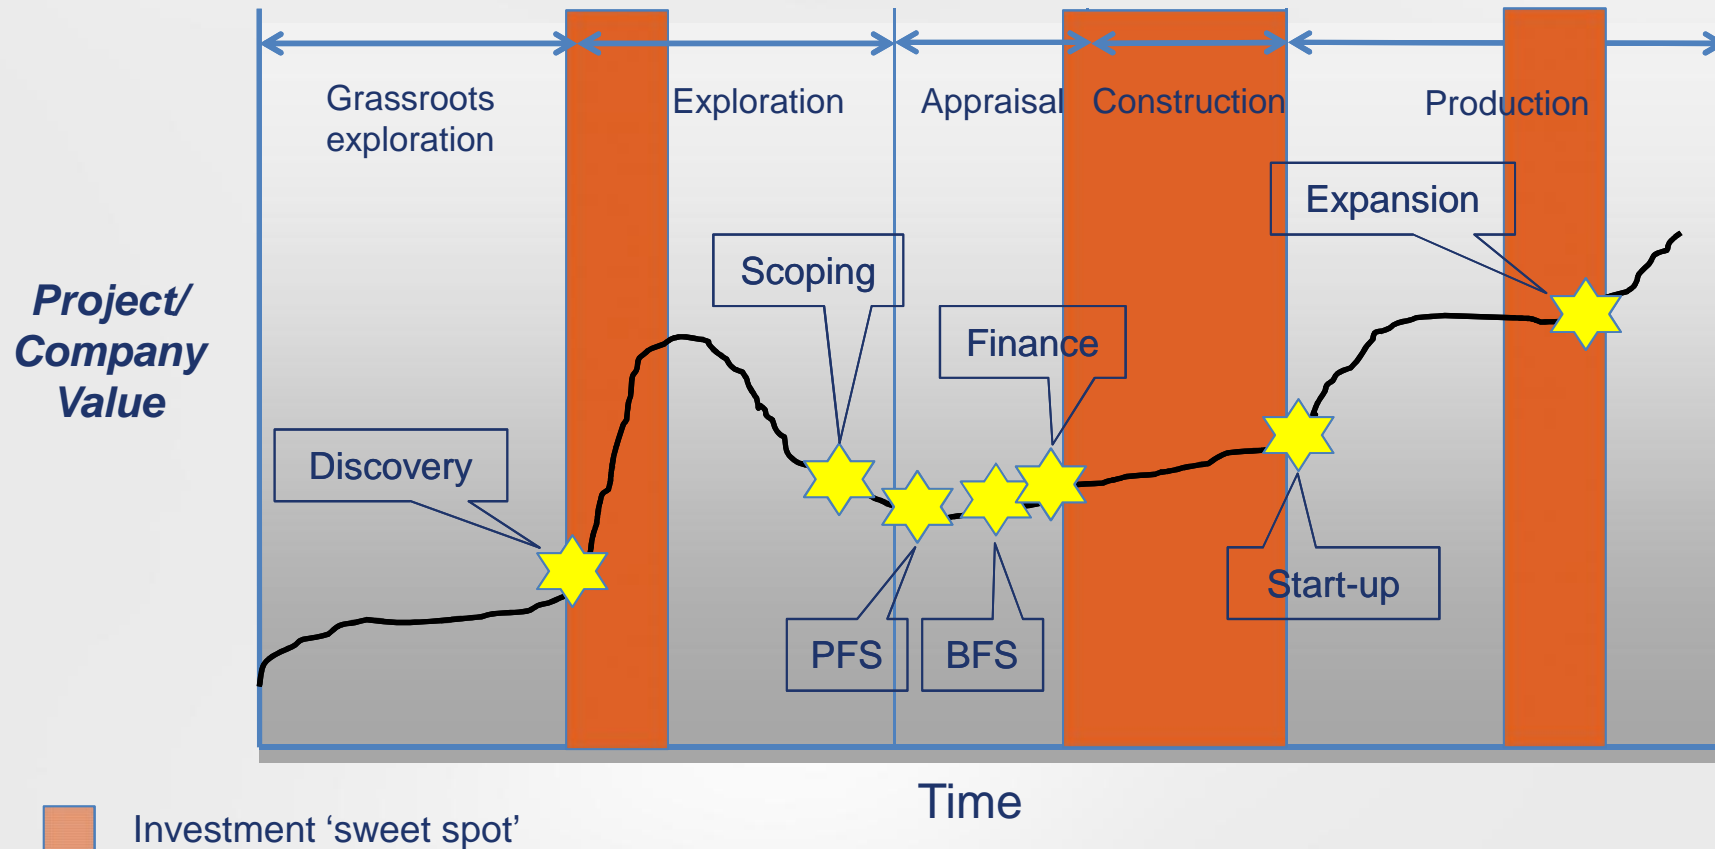 Grassroots
exploration
Exploration
Appraisal
Construction
Production
Expansion
Scoping
Finance
Project/
Company
Value
Discovery
Start-up
PFS
BFS
Time
Investment ‘sweet spot’